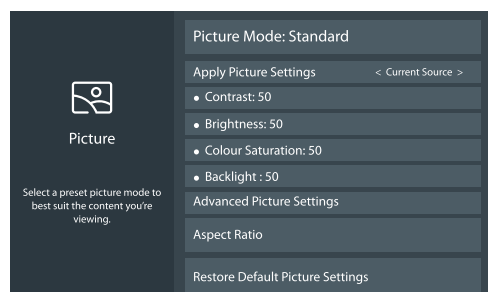 Picture
Select a preset picture mode to
best suit the content you're
viewing.
Picture Mode: Standard
Apply Picture Settings < Current Source >
• Contrast: 50
• Brightness: 50
• Colour Saturation: 50
• Backlight : 50
Advanced Picture Settings
Aspect Ratio
Restore Default Picture Settings